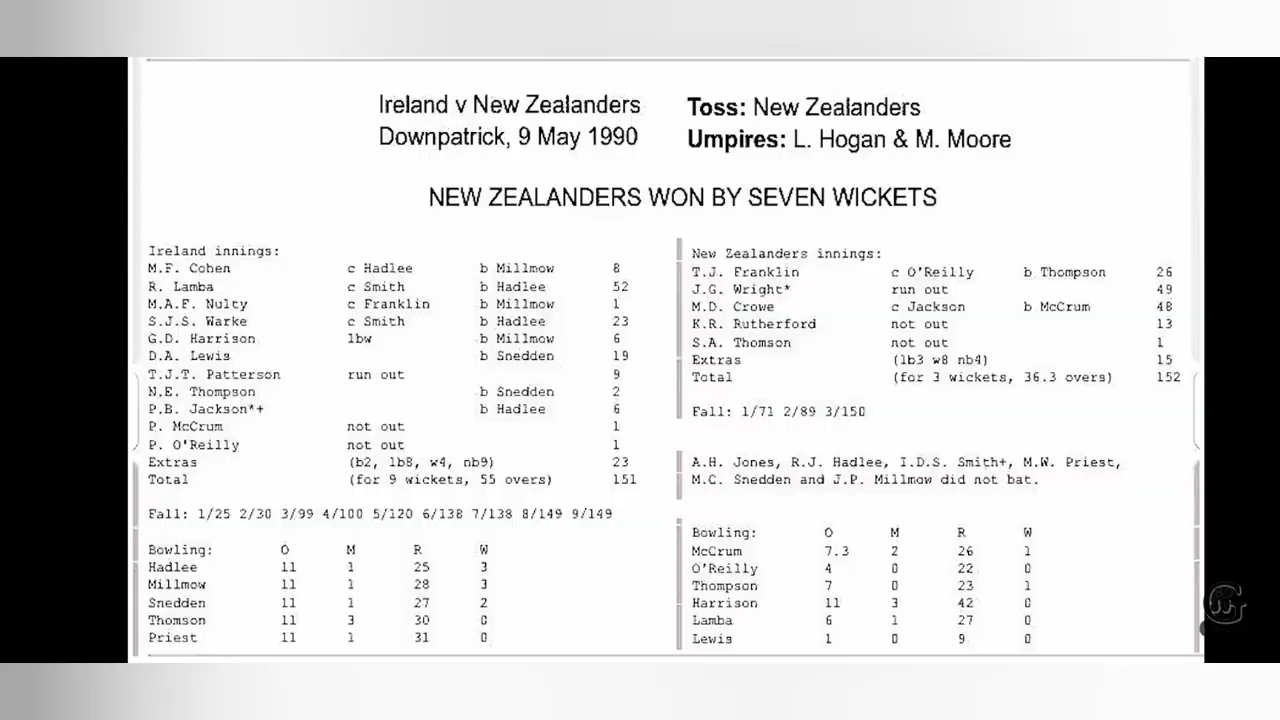 Ireland v New Zealanders
Downpatrick, 9 May 1990
Toss: New Zealanders
Umpires: L. Hogan & M. Moore
NEW ZEALANDERS WON BY SEVEN WICKETS
Ireland innings:
M.F. Cohen c Hadlee b Millmow 8
R. Lamba c Smith b Hadlee 52
M.A.F. Nulty c Franklin b Millmow 1
S.J.S. Warke c Smith b Hadlee 23
G.D. Harrison lbw b Millmow 6
D.A. Lewis b Snedden 19
T.J.T. Patterson run out 9
N.E. Thompson b Snedden 2
P.B. Jackson*+ b Hadlee 6
P. McCrum not out 1
P. O'Reilly not out 1
Extras (b2, lb8, w4, nb9) 23
Total (for 9 wickets, 55 overs) 151
Fall: 1/25 2/30 3/99 4/100 5/120 6/138 7/138 8/149 9/149
Bowling: O M R W
Hadlee 11 1 25 3
Millmow 11 1 28 3
Snedden 11 1 27 2
Thomson 11 3 30 0
Priest 11 1 31 0
New Zealanders innings:
T.J. Franklin c O'Reilly b Thompson 26
J.G. Wright* run out 49
M.D. Crowe c Jackson b McCrum 48
K.R. Rutherford not out 13
S.A. Thomson not out 1
Extras (lb3 w8 nb4) 15
Total (for 3 wickets, 36.3 overs) 152
Fall: 1/71 2/89 3/150
A.H. Jones, R.J. Hadlee, I.D.S. Smith+, M.W. Priest,
M.C. Snedden and J.P. Millmow did not bat.
Bowling: O M R W
McCrum 7.3 2 26 1
O'Reilly 4 0 22 0
Thompson 7 0 23 1
Harrison 11 3 42 0
Lamba 6 1 27 0
Lewis 1 0 9 0